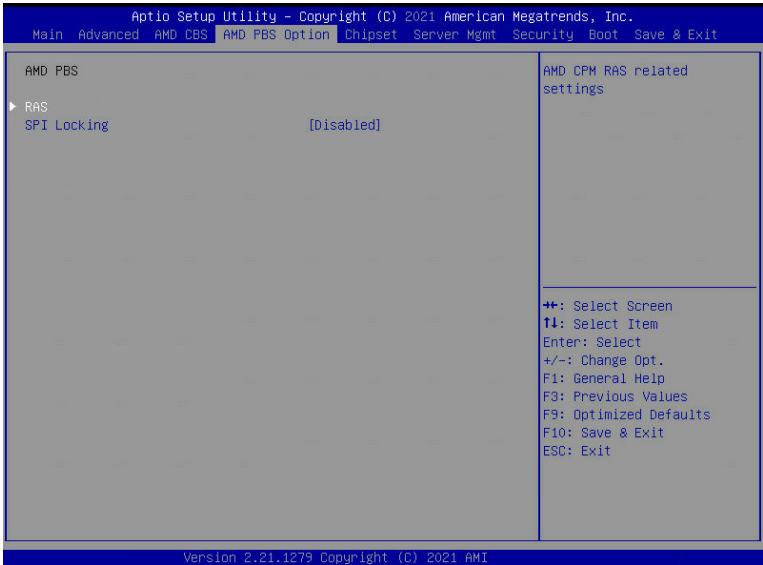 Aptio Setup Utility – Copyright (C) 2021 American Megatrends, Inc.
Main Advanced AMD CBS AMD PBS Option Chipset Server Mgmt Security Boot Save & Exit
AMD PBS
RAS
SPI Locking [Disabled]
AMD CPM RAS related
settings
→←: Select Screen
↑↓: Select Item
Enter: Select
+/-: Change Opt.
F1: General Help
F3: Previous Values
F9: Optimized Defaults
F10: Save & Exit
ESC: Exit
Version 2.21.1279 Copyright (C) 2021 AMI